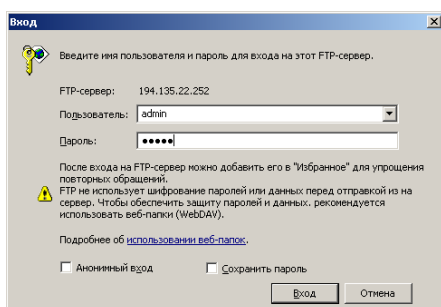 Вход
Введите имя пользователя и пароль для входа на этот FTP-сервер.
FTP-сервер: 194.135.22.252
Пользователь: admin
Пароль: ●●●●●
После входа на FTP-сервер можно добавить его в "Избранное" для упрощения
повторных обращений.
FTP не использует шифрование паролей или данных перед отправкой из на
сервер. Чтобы обеспечить защиту паролей и данных. рекомендуется
использовать веб-папки (WebDAV).
Подробнее об использовании веб-папок.
Анонимный вход Сохранить пароль
Вход Отмена